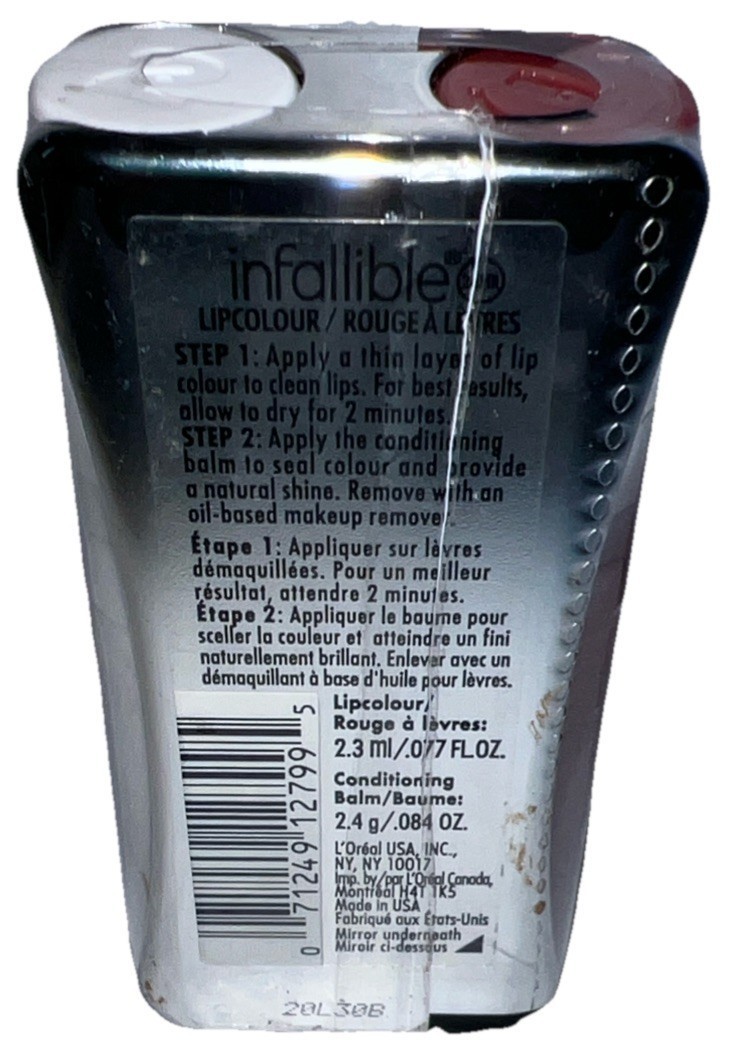 infallible®
LIPCOLOUR / ROUGE À LÈVRES
STEP 1: Apply a thin layer of lip
colour to clean lips. For best results,
allow to dry for 2 minutes.
STEP 2: Apply the conditioning
balm to seal colour and provide
a natural shine. Remove with an
oil-based makeup remover.
Étape 1: Appliquer sur lèvres
démaquillées. Pour un meilleur
résultat, attendre 2 minutes.
Étape 2: Appliquer le baume pour
sceller la couleur et atteindre un fini
naturellement brillant. Enlever avec un
démaquillant à base d'huile pour lèvres.
Lipcolour/
Rouge à lèvres:
2.3 ml/.077 FL.OZ.
Conditioning
Balm/Baume:
2.4 g/.084 OZ.
L'Oréal USA, INC.,
NY, NY 10017
Imp. by/par L'Oréal Canada,
Montréal H4T 1K5
Made in USA
Fabriqué aux États-Unis
Mirror underneath
Miroir ci-dessous
0 71249 12799 5
20L30B